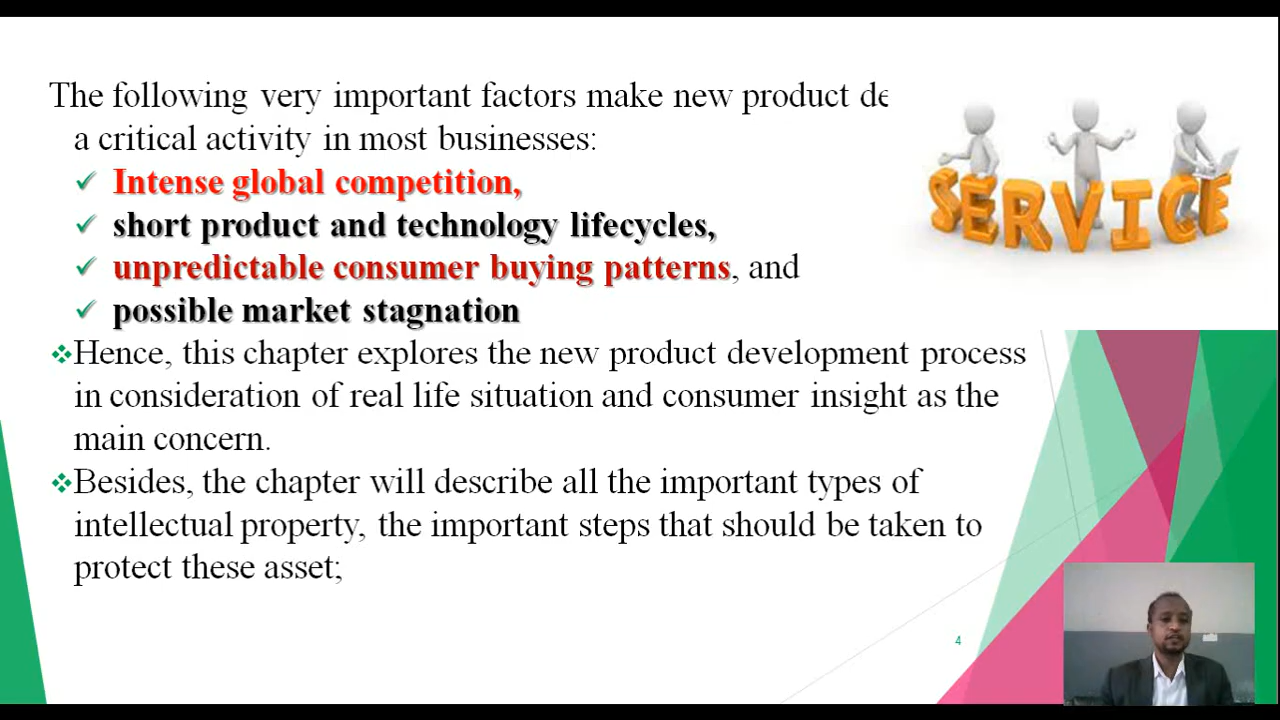 The following very important factors make new product de
a critical activity in most businesses:
Intense global competition,
short product and technology lifecycles,
unpredictable consumer buying patterns, and
possible market stagnation
Hence, this chapter explores the new product development process
in consideration of real life situation and consumer insight as the
main concern.
Besides, the chapter will describe all the important types of
intellectual property, the important steps that should be taken to
protect these asset;
SERVICE
4